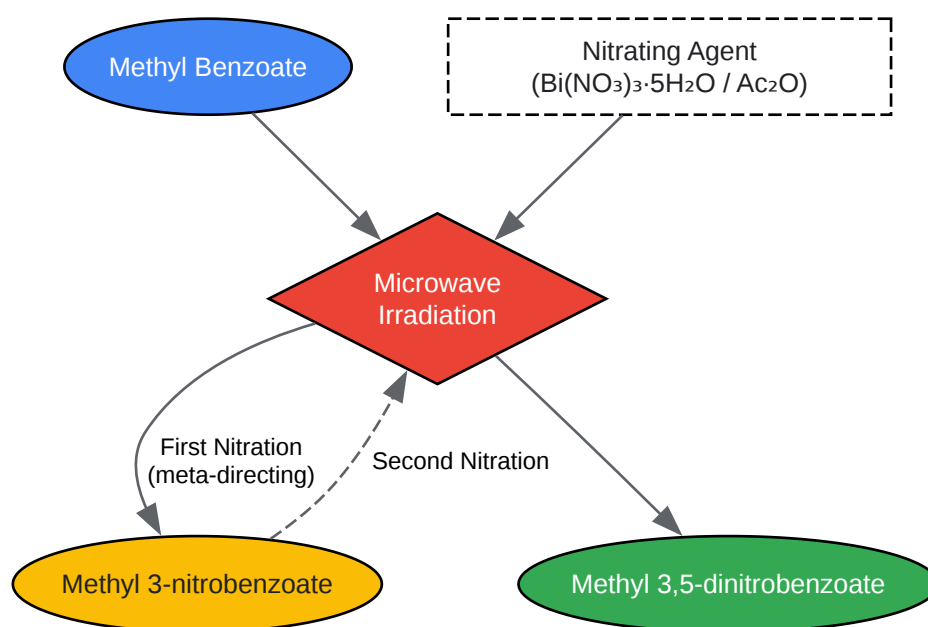 Methyl Benzoate
Nitrating Agent
(Bi(NO₃)₃·5H₂O / Ac₂O)
Microwave
Irradiation
First Nitration
(meta-directing)
Second Nitration
Methyl 3-nitrobenzoate
Methyl 3,5-dinitrobenzoate